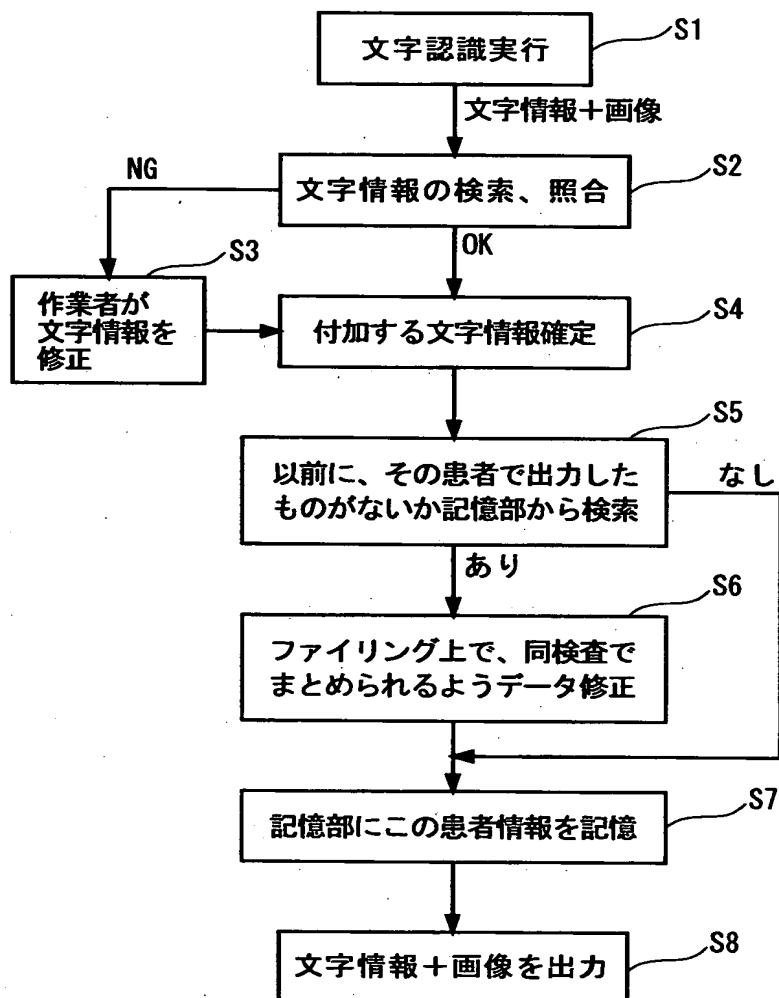 文字認識実行
S1
文字情報＋画像
文字情報の検索、照合
S2
NG
OK
作業者が
文字情報を
修正
S3
付加する文字情報確定
S4
以前に、その患者で出力した
ものがないか記憶部から検索
S5
なし
あり
ファイリング上で、同検査で
まとめられるようデータ修正
S6
記憶部にこの患者情報を記憶
S7
文字情報＋画像を出力
S8